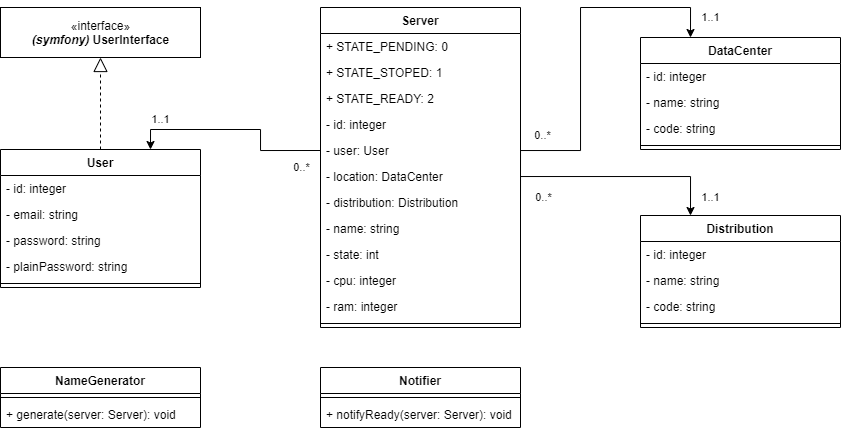 «interface»
(symfony) UserInterface
1..1
User
- id: integer
- email: string
- password: string
- plainPassword: string
0..*
Server
+ STATE_PENDING: 0
+ STATE_STOPED: 1
+ STATE_READY: 2
- id: integer
- user: User
- location: DataCenter
- distribution: Distribution
- name: string
- state: int
- cpu: integer
- ram: integer
0..*
0..*
1..1
DataCenter
- id: integer
- name: string
- code: string
1..1
Distribution
- id: integer
- name: string
- code: string
NameGenerator
+ generate(server: Server): void
Notifier
+ notifyReady(server: Server): void